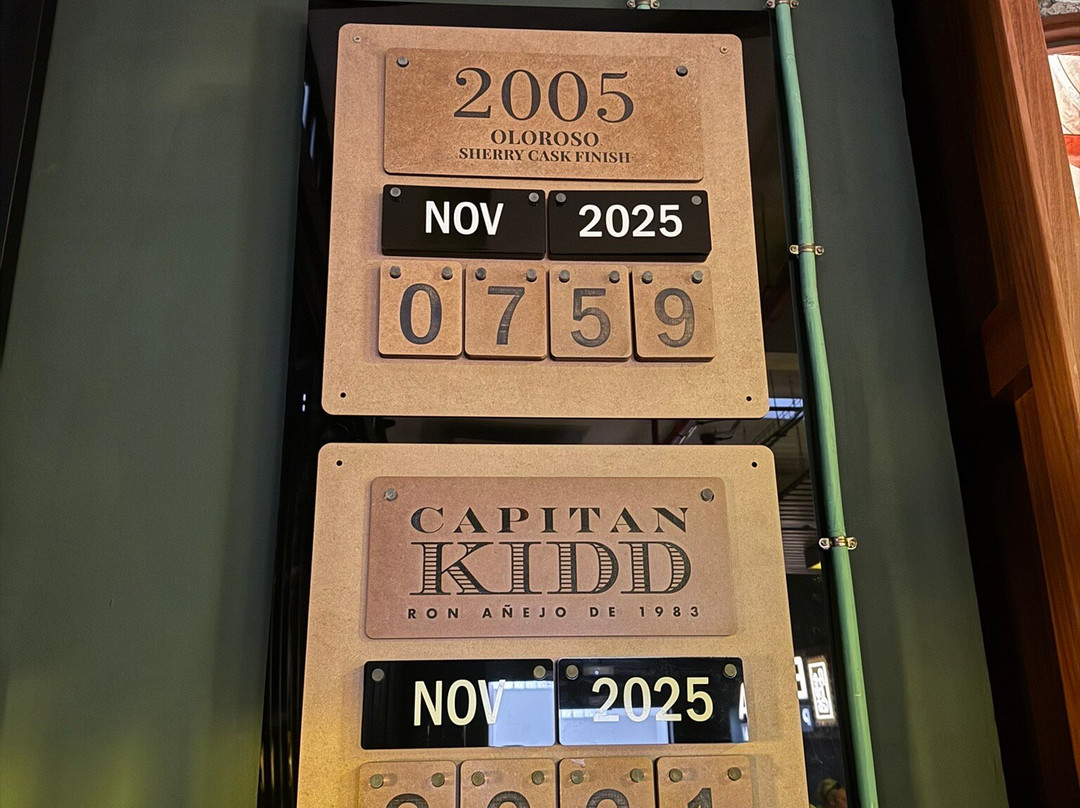 2005
OLOROSO
SHERRY CASK FINISH
NOV 2025
0759
CAPITAN
KIDD
RON AÑEJO DE 1983
NOV 2025